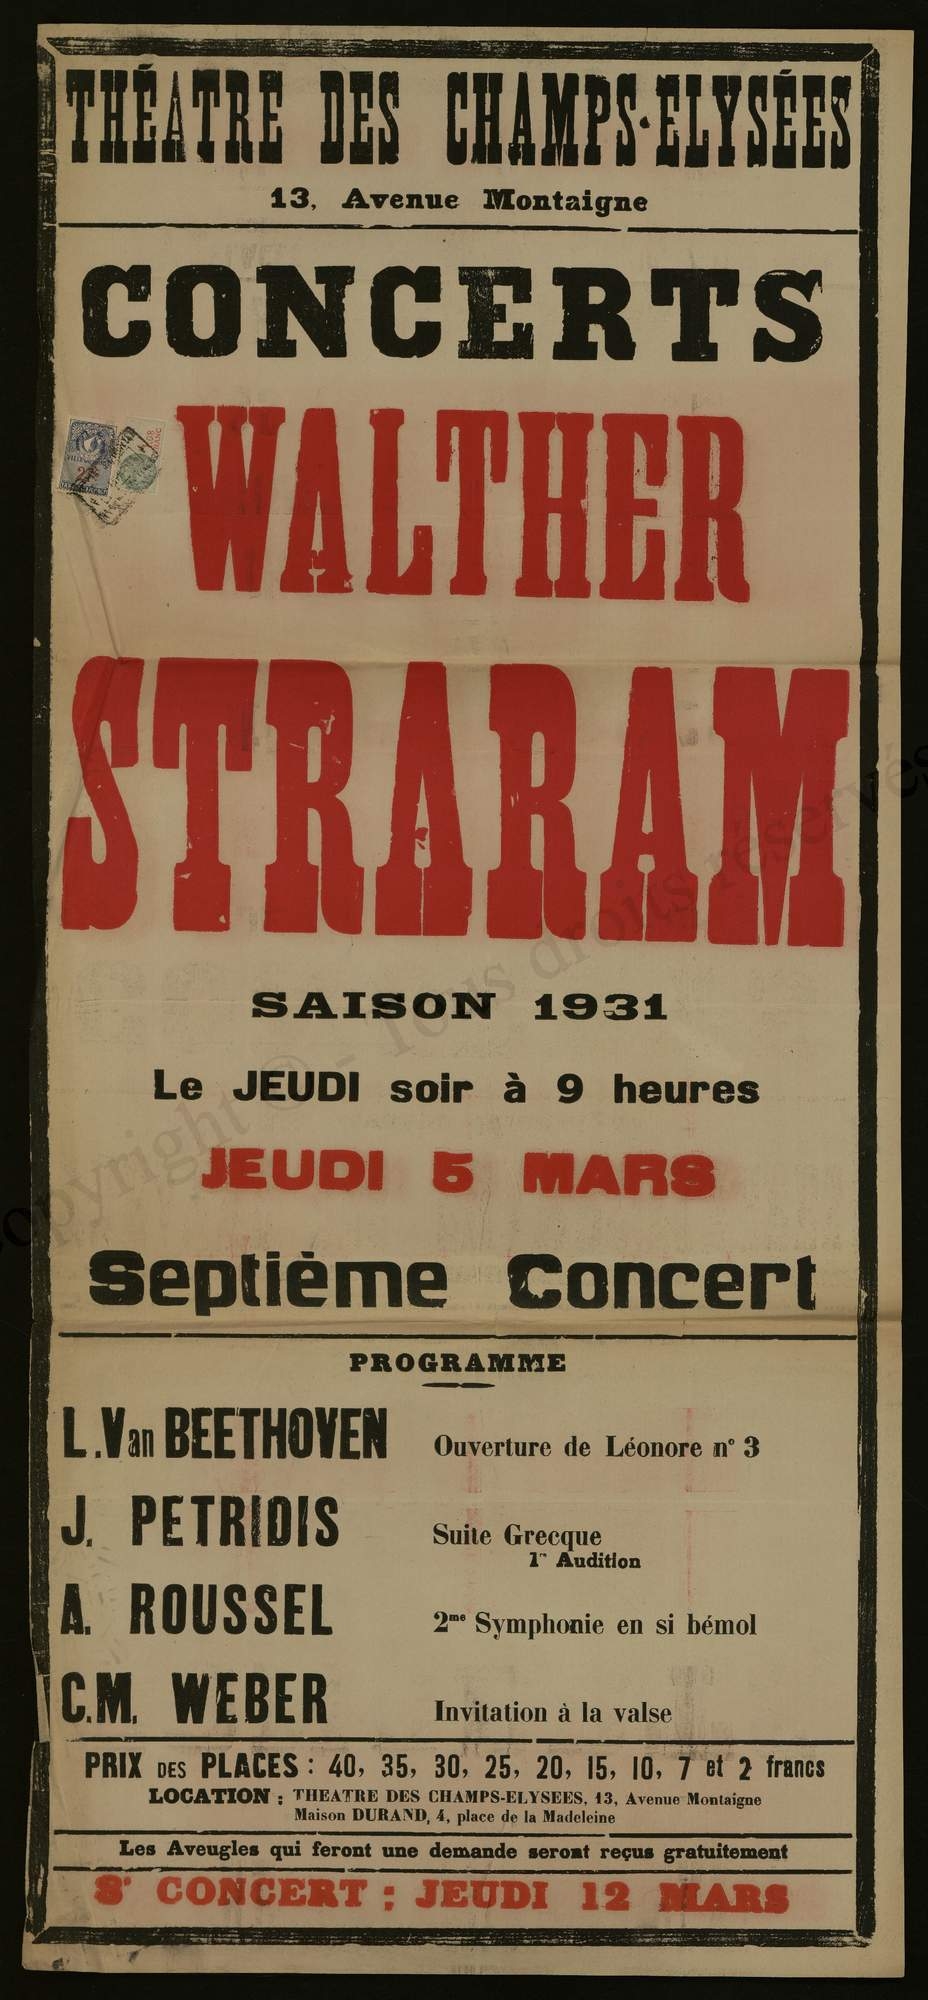 THÉATRE DES CHAMPS-ELYSÉES
13, Avenue Montaigne
CONCERTS
WALTHER
STRARAM
SAISON 1931
Le JEUDI soir à 9 heures
JEUDI 5 MARS
Septième Concert
PROGRAMME
L. Van BEETHOVEN Ouverture de Léonore n° 3
J. PETRIDIS Suite Grecque
1re Audition
A. ROUSSEL 2me Symphonie en si bémol
C.M. WEBER Invitation à la valse
PRIX DES PLACES : 40, 35, 30, 25, 20, 15, 10, 7 et 2 francs
LOCATION : THEATRE DES CHAMPS-ELYSEES, 13, Avenue Montaigne
Maison DURAND, 4, place de la Madeleine
Les Aveugles qui feront une demande seront reçus gratuitement
8e CONCERT : JEUDI 12 MARS
Copyright © - Tous droits réservés